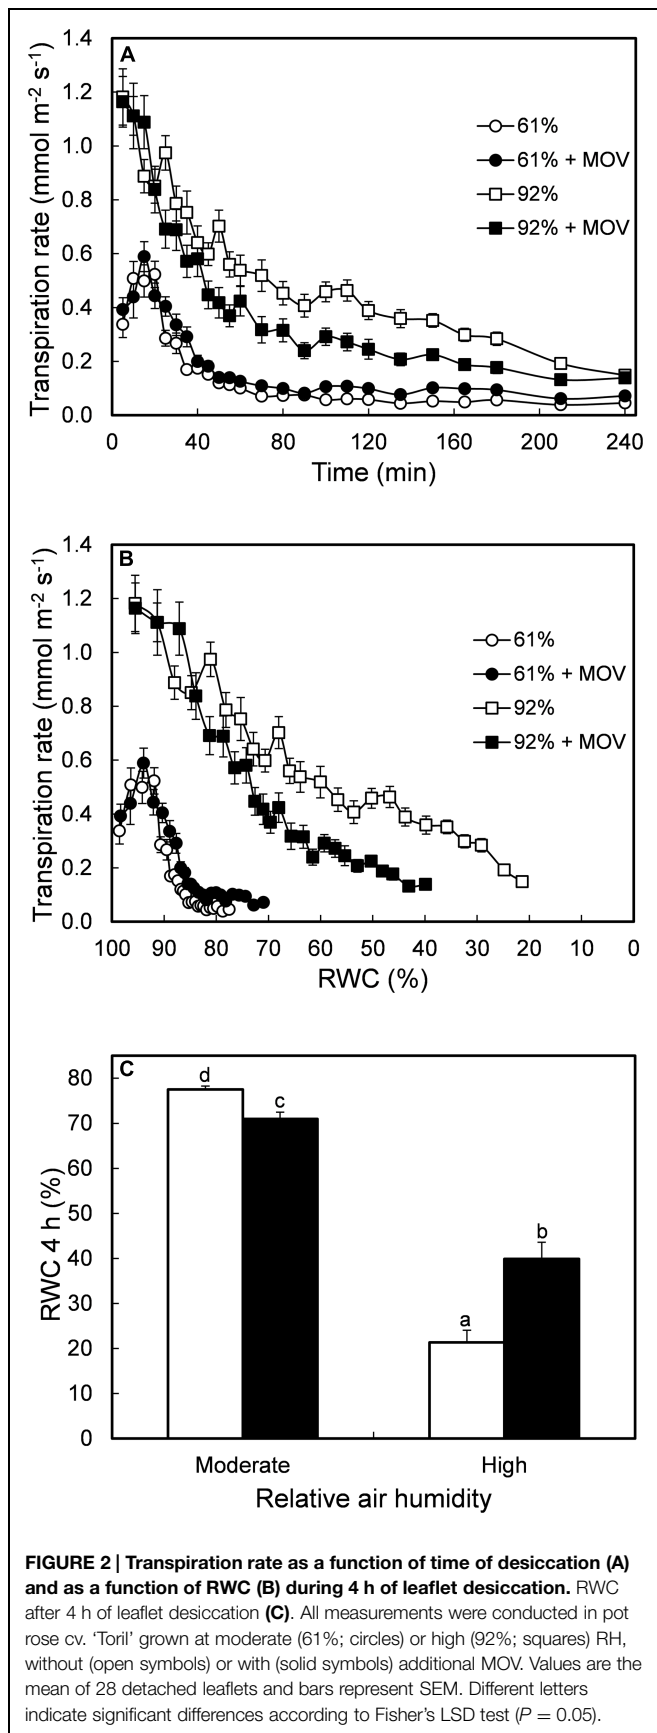 A
Transpiration rate (mmol m⁻² s⁻¹)
1.4
1.2
1.0
0.8
0.6
0.4
0.2
0.0
61%
61% + MOV
92%
92% + MOV
0 40 80 120 160 200 240
Time (min)
B
Transpiration rate (mmol m⁻² s⁻¹)
1.4
1.2
1.0
0.8
0.6
0.4
0.2
0.0
61%
61% + MOV
92%
92% + MOV
100 90 80 70 60 50 40 30 20 10 0
RWC (%)
C
RWC 4 h (%)
80
70
60
50
40
30
20
10
0
d
c
a
b
Moderate High
Relative air humidity
FIGURE 2 | Transpiration rate as a function of time of desiccation (A)
and as a function of RWC (B) during 4 h of leaflet desiccation. RWC
after 4 h of leaflet desiccation (C). All measurements were conducted in pot
rose cv. ‘Toril’ grown at moderate (61%; circles) or high (92%; squares) RH,
without (open symbols) or with (solid symbols) additional MOV. Values are the
mean of 28 detached leaflets and bars represent SEM. Different letters
indicate significant differences according to Fisher’s LSD test (P = 0.05).